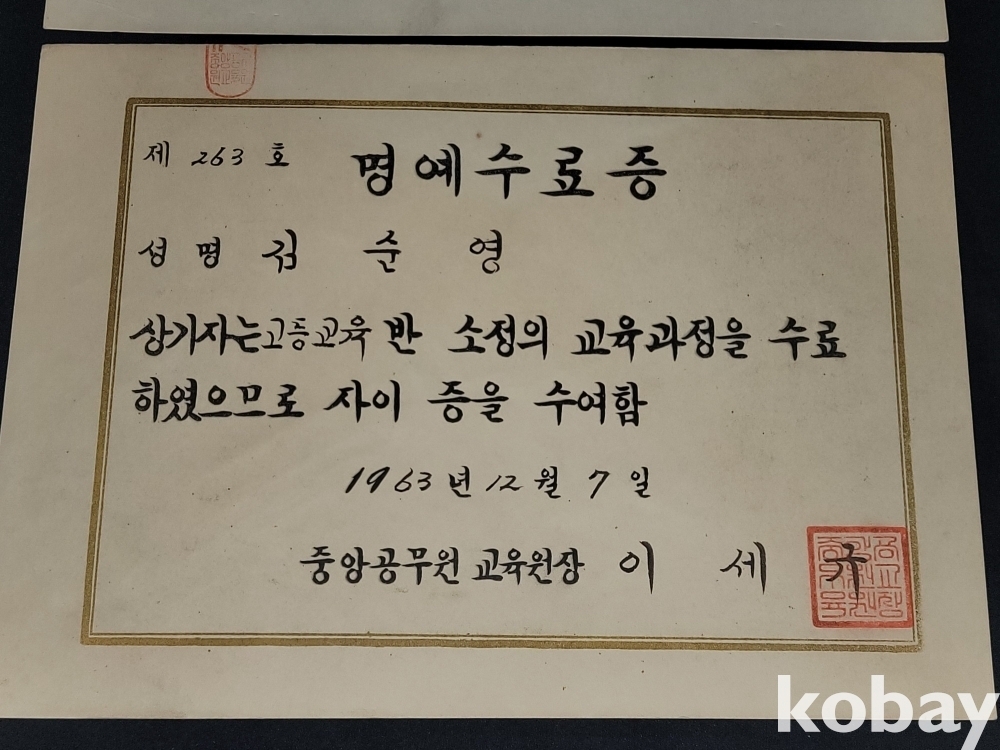 제 263 호 명예수료증
성 명 김 순 영
상기자는고등교육 반 소정의 교육과정을 수료
하였으므로 자이 증을 수여함
1963 년 12 월 7 일
중앙공무원 교육원장 이 세 규
kobay